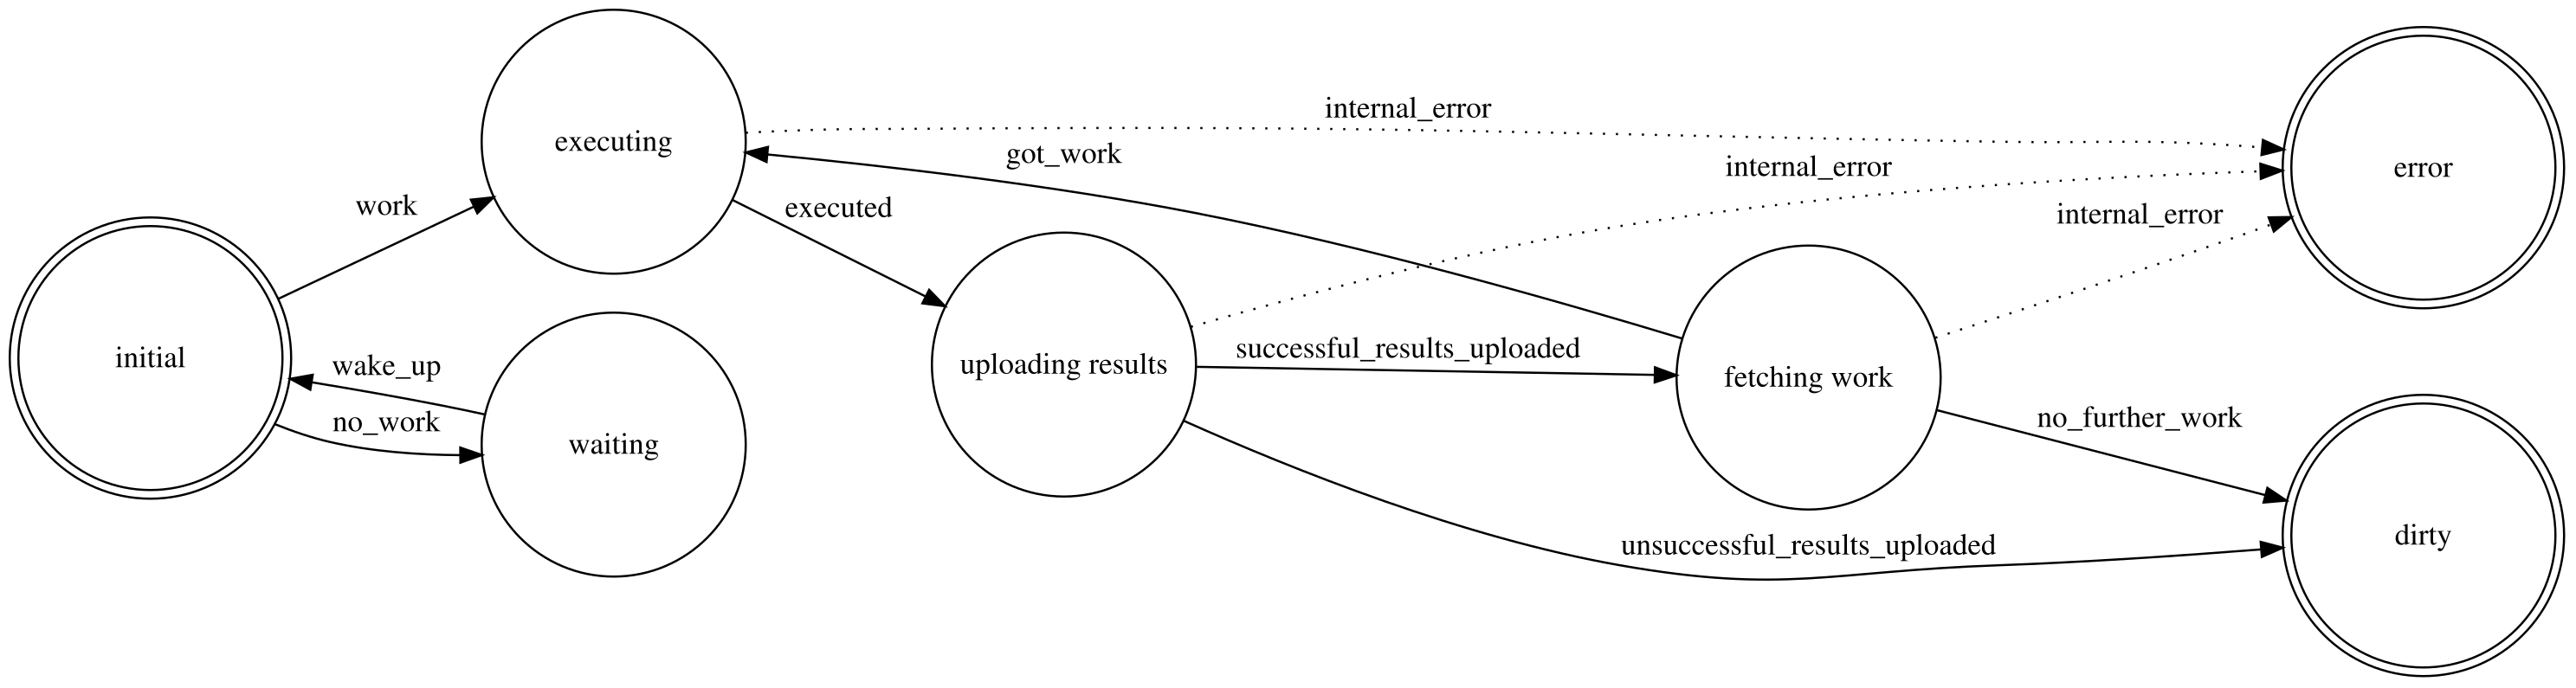 internal_error
executing
got_work
internal_error
error
work
executed
internal_error
initial
wake_up
no_work
waiting
uploading results
successful_results_uploaded
fetching work
no_further_work
unsuccessful_results_uploaded
dirty